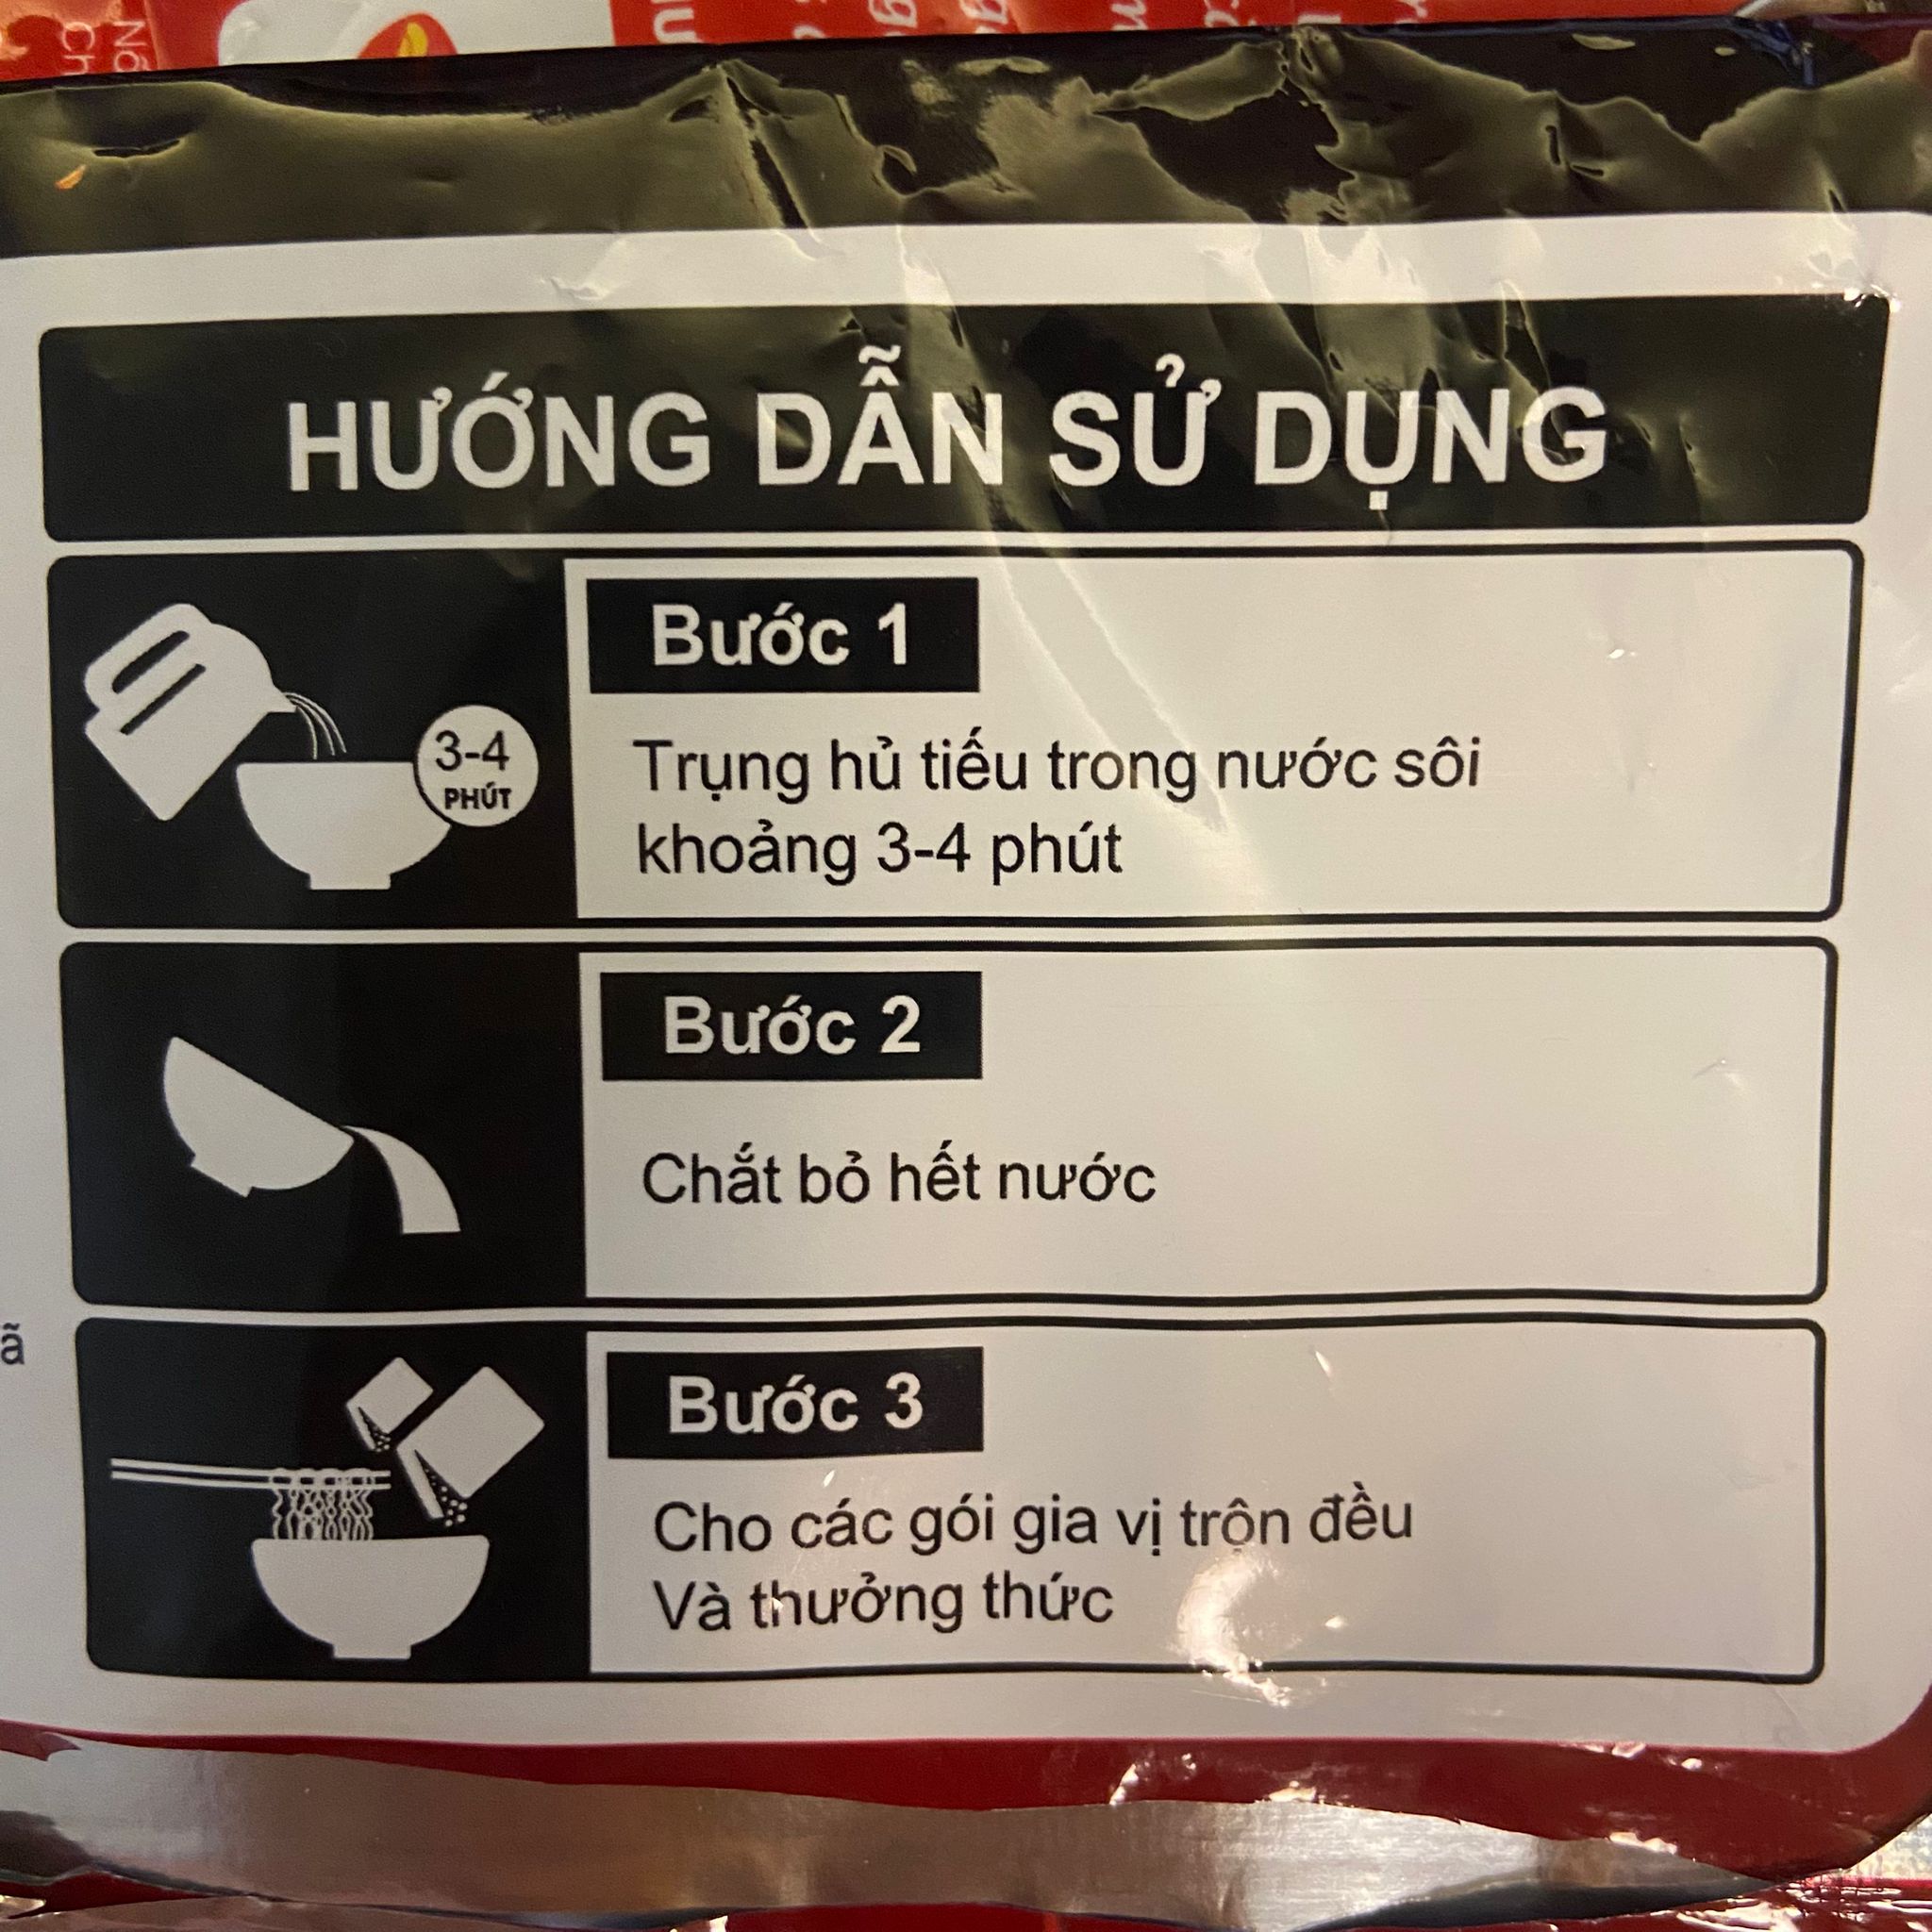 HƯỚNG DẪN SỬ DỤNG
Bước 1
3-4
PHÚT
Trụng hủ tiếu trong nước sôi
khoảng 3-4 phút
Bước 2
Chắt bỏ hết nước
Bước 3
Cho các gói gia vị trộn đều
Và thưởng thức